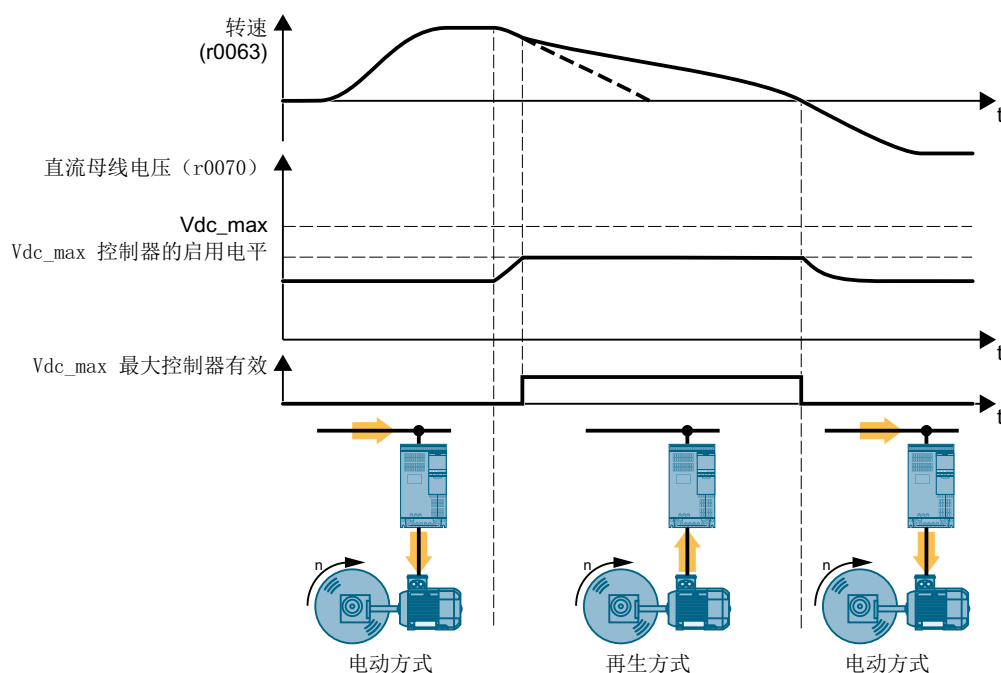 转速
(r0063)
t
直流母线电压（r0070）
Vdc_max
Vdc_max 控制器的启用电平
t
Vdc_max 最大控制器有效
t
n
n
n
电动方式
再生方式
电动方式